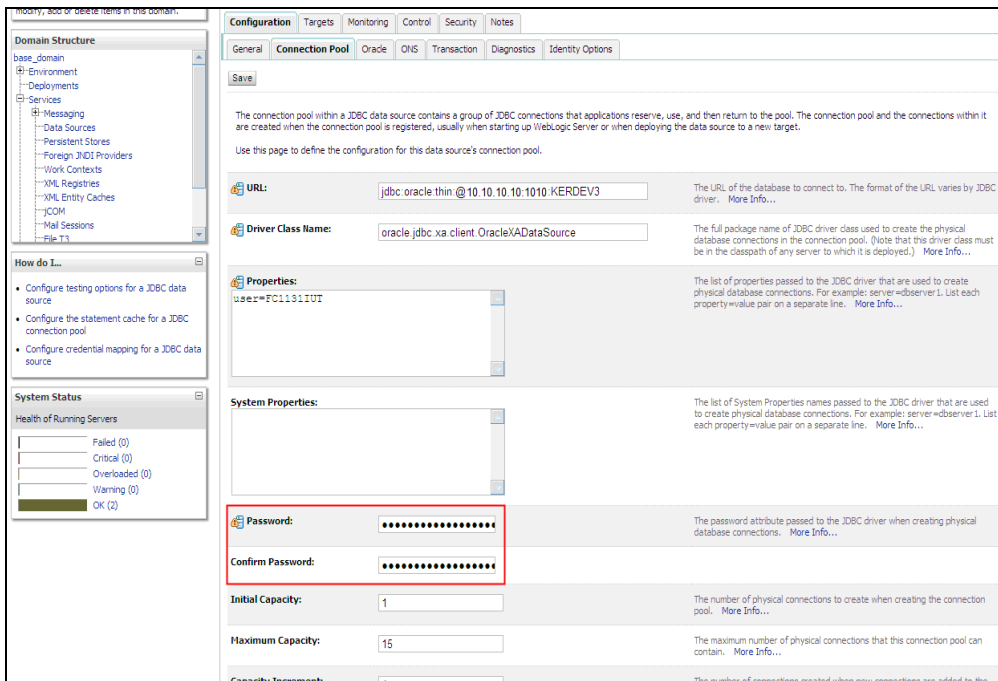 modify, add or delete items in this domain.
Domain Structure
base_domain
Environment
Deployments
Services
Messaging
Data Sources
Persistent Stores
Foreign JNDI Providers
Work Contexts
XML Registries
XML Entity Caches
jCOM
Mail Sessions
File T3
How do I...
Configure testing options for a JDBC data
source
Configure the statement cache for a JDBC
connection pool
Configure credential mapping for a JDBC data
source
System Status
Health of Running Servers
Failed (0)
Critical (0)
Overloaded (0)
Warning (0)
OK (2)
Configuration Targets Monitoring Control Security Notes
General Connection Pool Oracle ONS Transaction Diagnostics Identity Options
Save
The connection pool within a JDBC data source contains a group of JDBC connections that applications reserve, use, and then return to the pool. The connection pool and the connections within it
are created when the connection pool is registered, usually when starting up WebLogic Server or when deploying the data source to a new target.
Use this page to define the configuration for this data source's connection pool.
URL: jdbc:oracle:thin:@10.10.10.10:1010:KERDEV3 The URL of the database to connect to. The format of the URL varies by JDBC
driver. More Info...
Driver Class Name: oracle.jdbc.xa.client.OracleXADataSource The full package name of JDBC driver class used to create the physical
database connections in the connection pool. (Note that this driver class must
be in the classpath of any server to which it is deployed.) More Info...
Properties: The list of properties passed to the JDBC driver that are used to create
user=FC1131IUT physical database connections. For example: server=dbserver1. List each
property=value pair on a separate line. More Info...
System Properties: The list of System Properties names passed to the JDBC driver that are used
to create physical database connections. For example: server=dbserver1. List
each property=value pair on a separate line. More Info...
Password: The password attribute passed to the JDBC driver when creating physical
database connections. More Info...
Confirm Password:
Initial Capacity: 1 The number of physical connections to create when creating the connection
pool. More Info...
Maximum Capacity: 15 The maximum number of physical connections that this connection pool can
contain. More Info...
Capacity Increment: The number of connections created when new connections are added to the